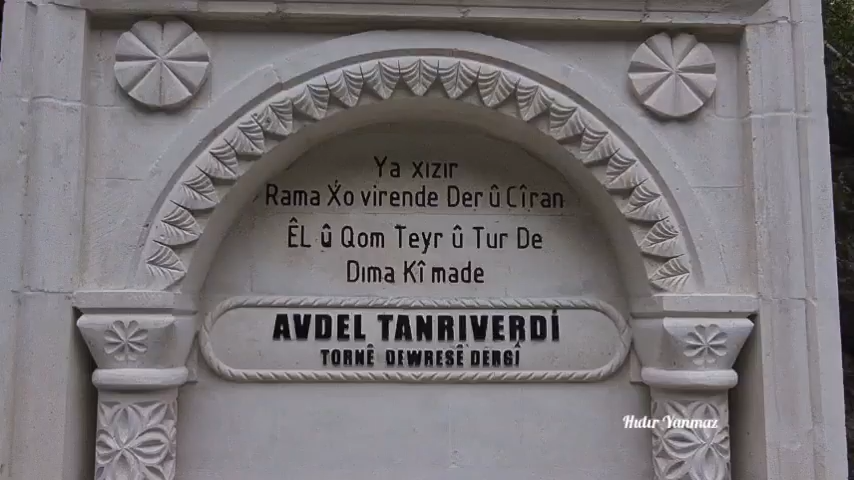 Ya xızır
Rama Xo virende Der û Cîran
ÊL û Qom Teyr û Tur De
Dıma Kî made
AVDEL TANRIVERDİ
TORNÊ DEWRESÊ DERGÎ
Hıdır Yanmaz